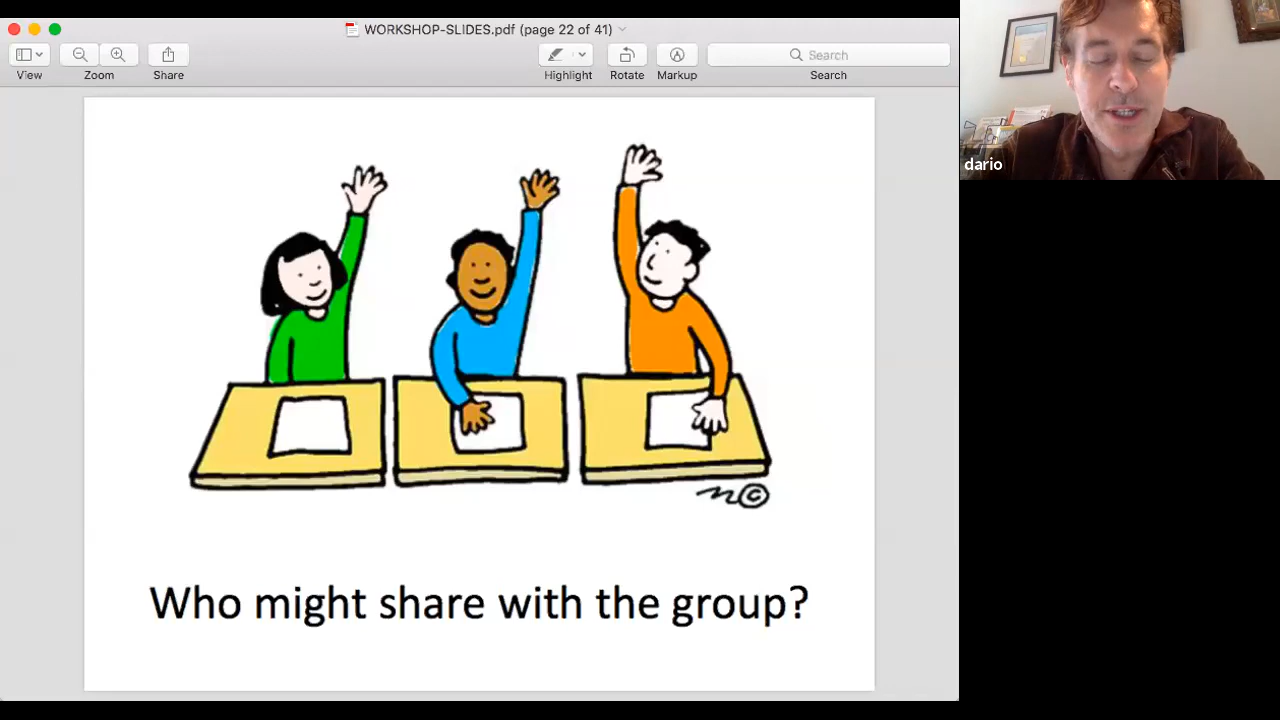 WORKSHOP-SLIDES.pdf (page 22 of 41)
Search
View
Zoom
Share
Highlight
Rotate
Markup
Search
dario
©
Who might share with the group?